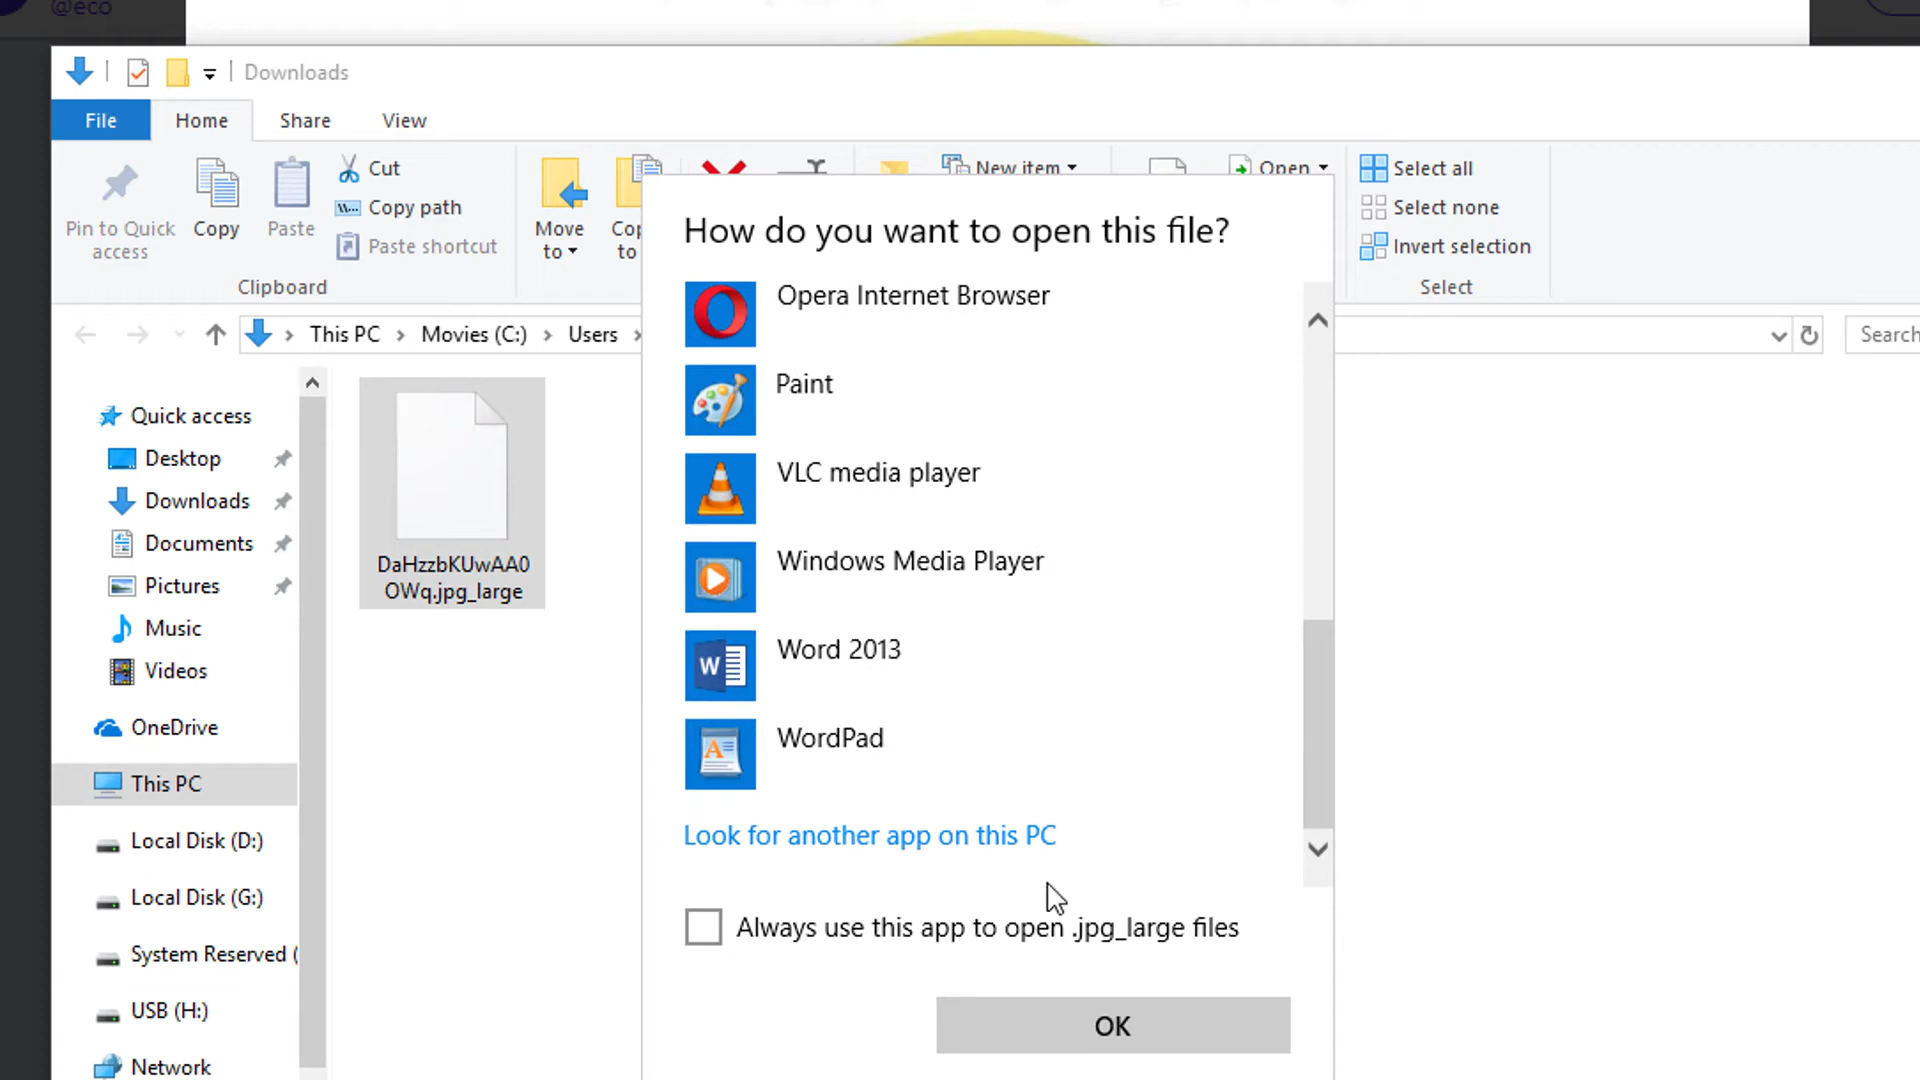 @eco
Downloads
File
Home
Share
View
Pin to Quick
access
Copy
Paste
Cut
Copy path
Paste shortcut
Clipboard
Move
to
to
New item
Open
Select all
Select none
Invert selection
Select
This PC
Movies (C:)
Users
Search
Quick access
Desktop
Downloads
Documents
Pictures
Music
Videos
OneDrive
This PC
Local Disk (D:)
Local Disk (G:)
System Reserved (
USB (H:)
Network
DaHzzbKUwAA0
OWq.jpg_large
How do you want to open this file?
Opera Internet Browser
Paint
VLC media player
Windows Media Player
Word 2013
WordPad
Look for another app on this PC
Always use this app to open .jpg_large files
OK